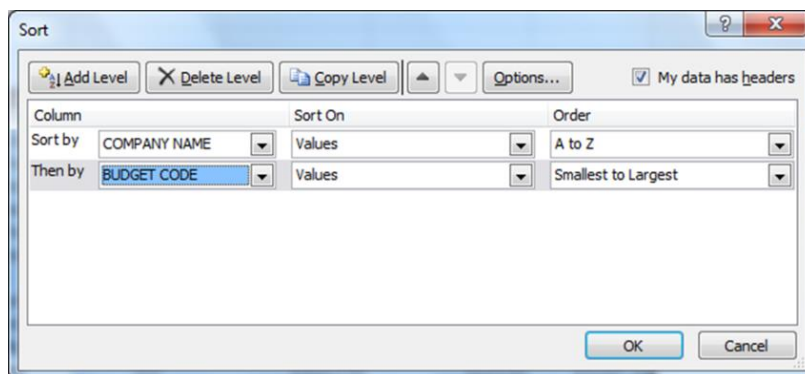 Sort
Add Level Delete Level Copy Level Options... My data has headers
Column Sort On Order
Sort by COMPANY NAME Values A to Z
Then by BUDGET CODE Values Smallest to Largest
OK Cancel